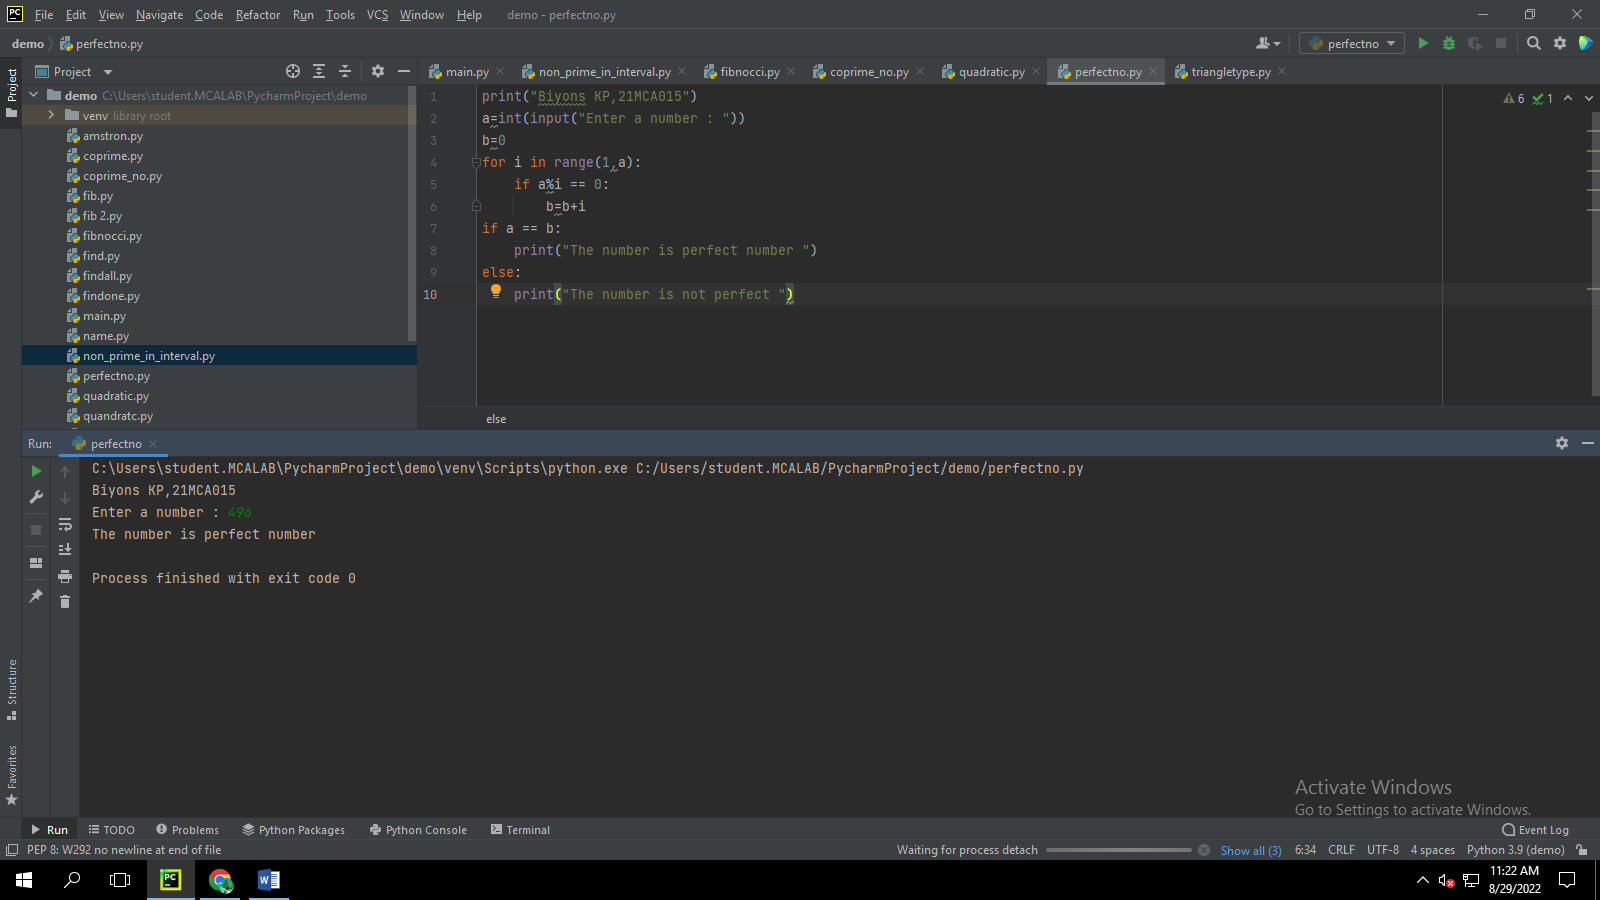 File Edit View Navigate Code Refactor Run Tools VCS Window Help demo - perfectno.py
demo perfectno.py perfectno
Project
main.py non_prime_in_interval.py fibnocci.py coprime_no.py quadratic.py perfectno.py triangletype.py
demo C:\Users\student.MCALAB\PycharmProject\demo
venv library root
amstron.py
coprime.py
coprime_no.py
fib.py
fib 2.py
fibnocci.py
find.py
findall.py
findone.py
main.py
name.py
non_prime_in_interval.py
perfectno.py
quadratic.py
quandratc.py
Project
1 print("Biyons KP,21MCA015")
2 a=int(input("Enter a number : "))
3 b=0
4 for i in range(1,a):
5 if a%i == 0:
6 b=b+i
7 if a == b:
8 print("The number is perfect number ")
9 else:
10 print("The number is not perfect ")
6 1
else
Run: perfectno
C:\Users\student.MCALAB\PycharmProject\demo\venv\Scripts\python.exe C:/Users/student.MCALAB/PycharmProject/demo/perfectno.py
Biyons KP,21MCA015
Enter a number : 496
The number is perfect number
Process finished with exit code 0
Structure
Favorites
Activate Windows
Go to Settings to activate Windows.
Run TODO Problems Python Packages Python Console Terminal Event Log
PEP 8: W292 no newline at end of file Waiting for process detach Show all (3) 6:34 CRLF UTF-8 4 spaces Python 3.9 (demo)
11:22 AM
8/29/2022